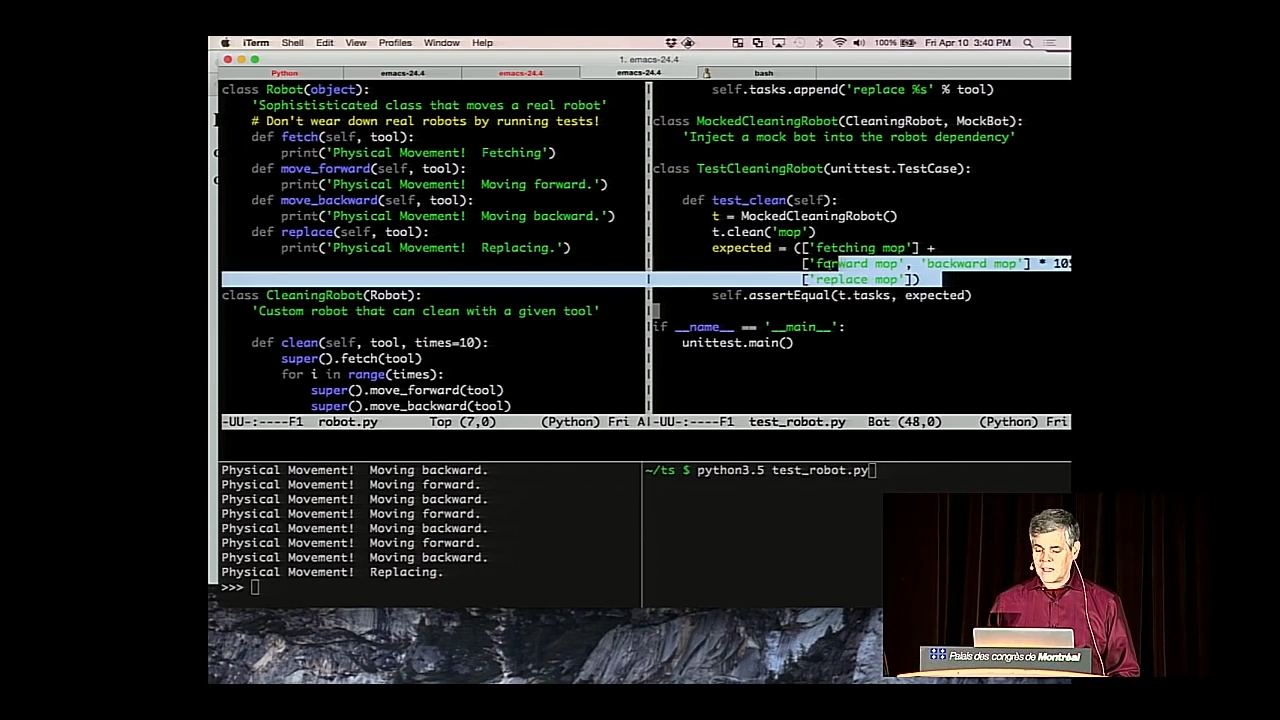 iTerm Shell Edit View Profiles Window Help 100% Fri Apr 10 3:40 PM
1. emacs-24.4
Python emacs-24.4 emacs-24.4 emacs-24.4 bash
class Robot(object):
'Sophististicated class that moves a real robot'
# Don't wear down real robots by running tests!
def fetch(self, tool):
print('Physical Movement!  Fetching')
def move_forward(self, tool):
print('Physical Movement!  Moving forward.')
def move_backward(self, tool):
print('Physical Movement!  Moving backward.')
def replace(self, tool):
print('Physical Movement!  Replacing.')
class CleaningRobot(Robot):
'Custom robot that can clean with a given tool'
def clean(self, tool, times=10):
super().fetch(tool)
for i in range(times):
super().move_forward(tool)
super().move_backward(tool)
-UU-:----F1  robot.py       Top (7,0)      (Python) Fri A
self.tasks.append('replace %s' % tool)
class MockedCleaningRobot(CleaningRobot, MockBot):
'Inject a mock bot into the robot dependency'
class TestCleaningRobot(unittest.TestCase):
def test_clean(self):
t = MockedCleaningRobot()
t.clean('mop')
expected = (['fetching mop'] +
['forward mop', 'backward mop'] * 10
['replace mop'])
self.assertEqual(t.tasks, expected)
if __name__ == '__main__':
unittest.main()
-UU-:----F1  test_robot.py   Bot (48,0)      (Python) Fri
Physical Movement!  Moving backward.
Physical Movement!  Moving forward.
Physical Movement!  Moving backward.
Physical Movement!  Moving forward.
Physical Movement!  Moving backward.
Physical Movement!  Moving forward.
Physical Movement!  Moving backward.
Physical Movement!  Replacing.
>>>
~/ts $ python3.5 test_robot.py
Palais des congrès de Montréal